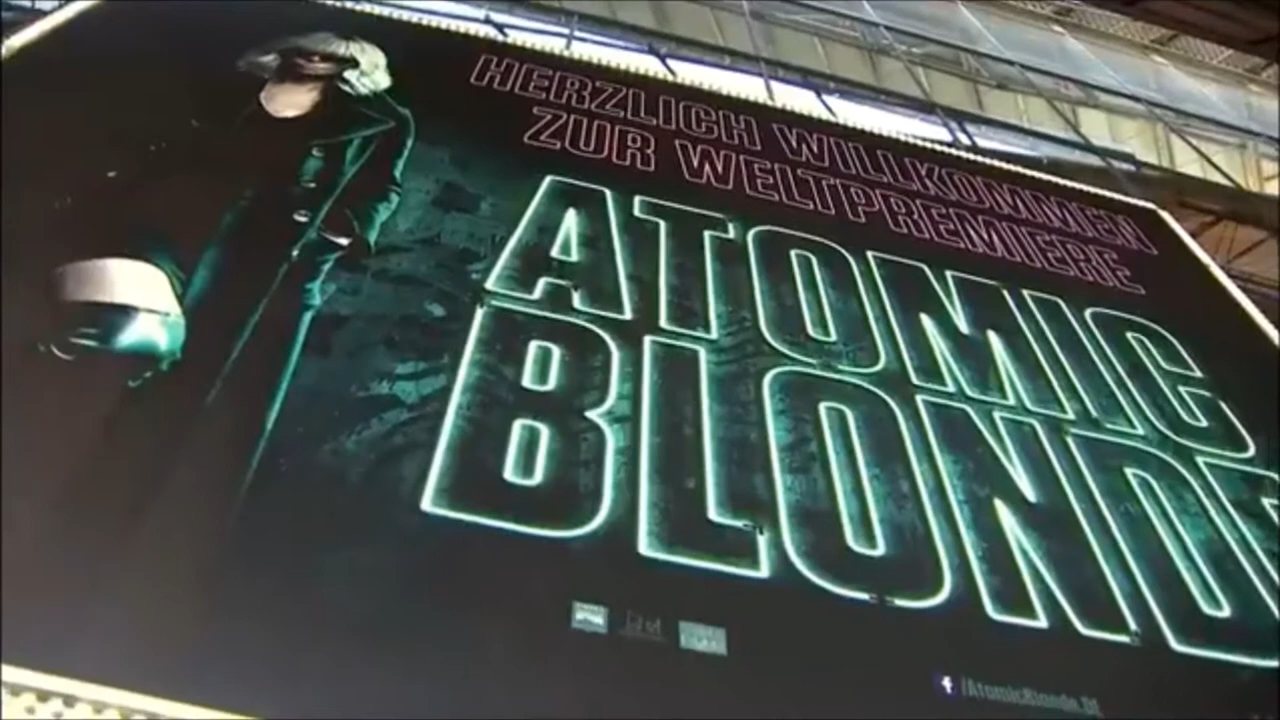 HERZLICH WILLKOMMEN
ZUR WELTPREMIERE
ATOMIC
BLONDE
/AtomicBlonde.DE